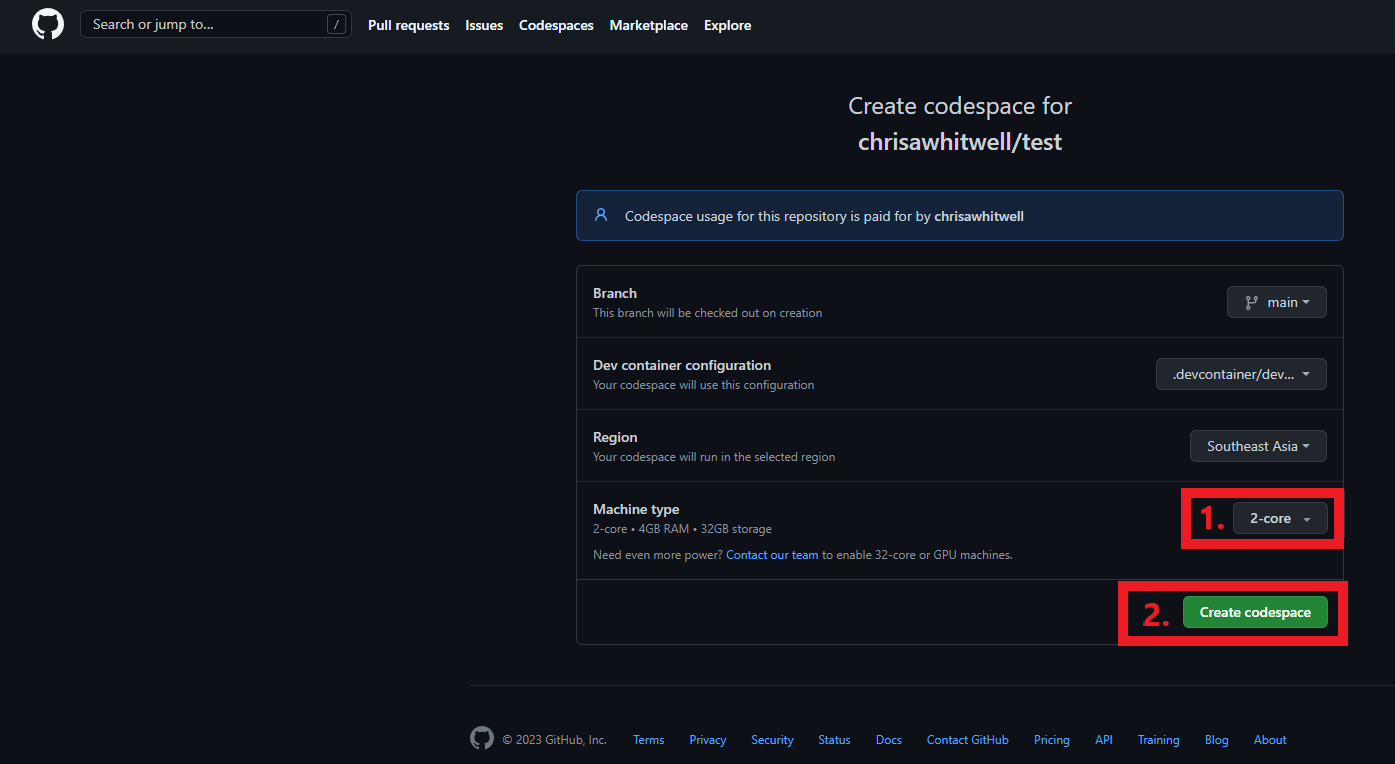 Search or jump to... /
Pull requests Issues Codespaces Marketplace Explore
Create codespace for
chrisawhitwell/test
Codespace usage for this repository is paid for by chrisawhitwell
Branch
This branch will be checked out on creation
main
Dev container configuration
Your codespace will use this configuration
.devcontainer/dev...
Region
Your codespace will run in the selected region
Southeast Asia
Machine type
2-core • 4GB RAM • 32GB storage
Need even more power? Contact our team to enable 32-core or GPU machines.
1. 2-core
2. Create codespace
© 2023 GitHub, Inc. Terms Privacy Security Status Docs Contact GitHub Pricing API Training Blog About